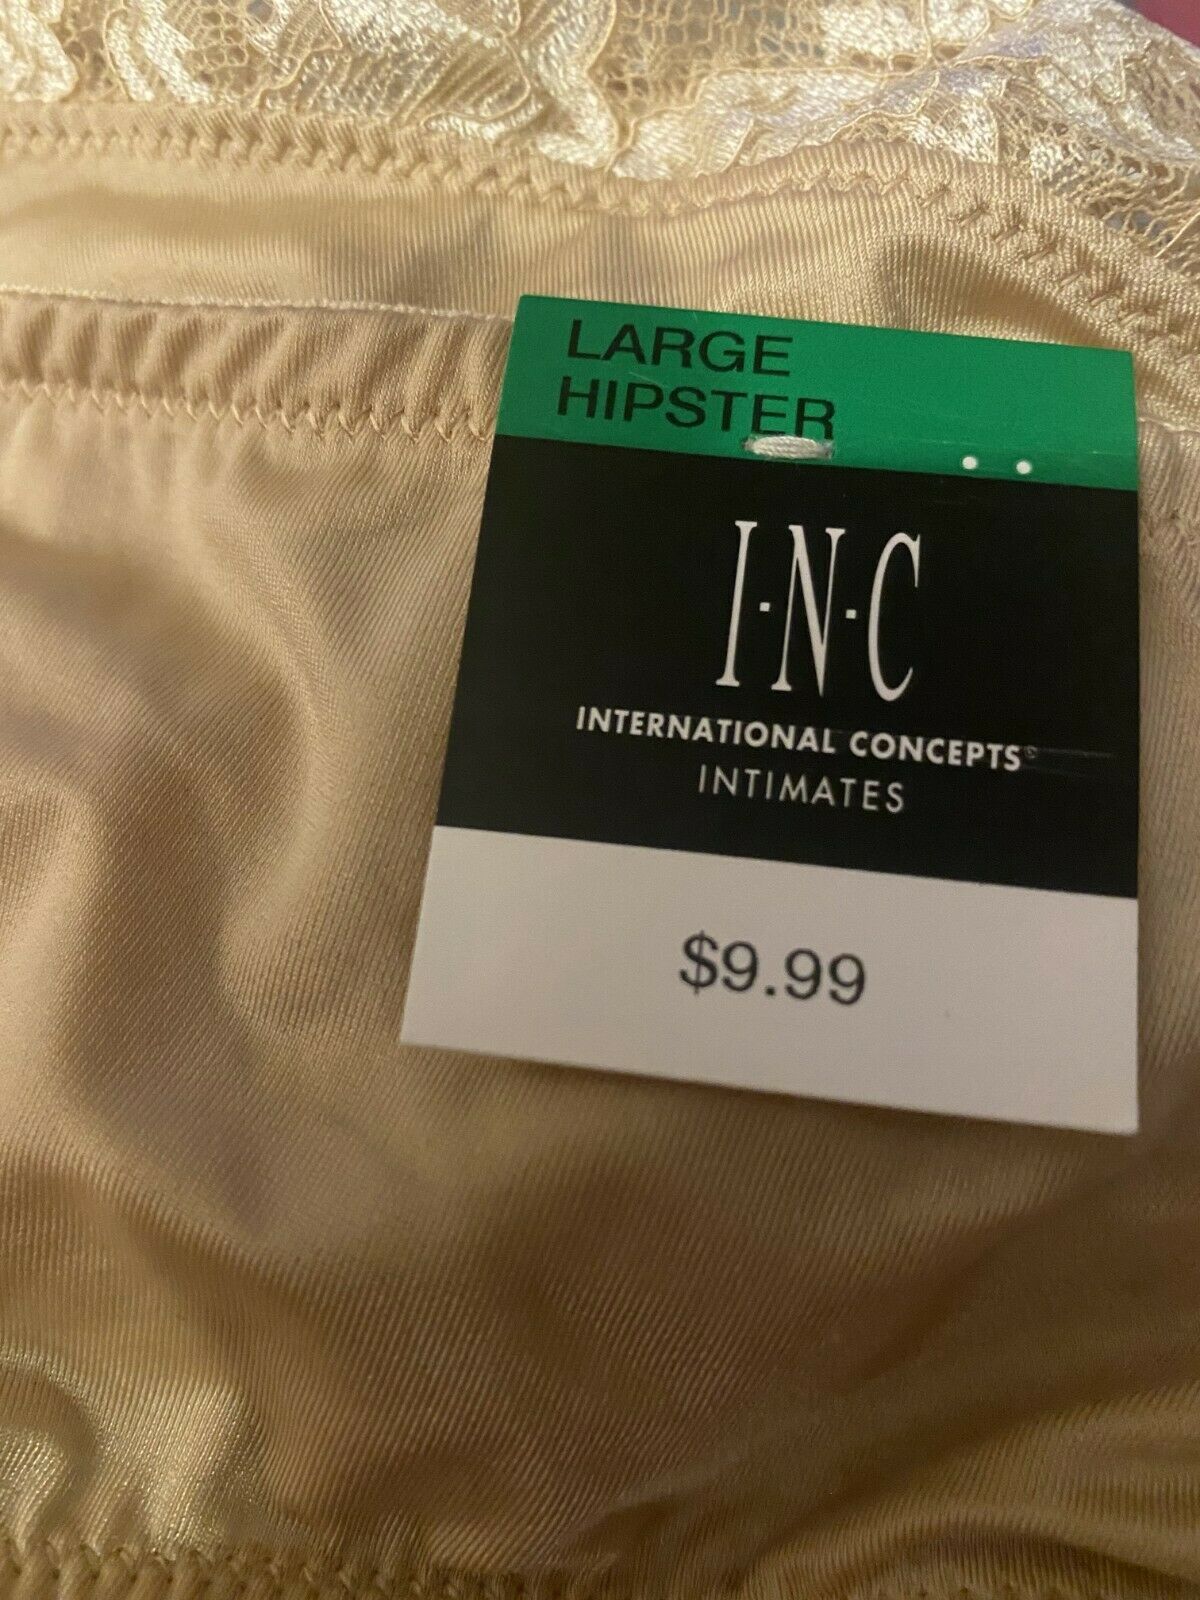 LARGE
HIPSTER
I·N·C
INTERNATIONAL CONCEPTS®
INTIMATES
$9.99